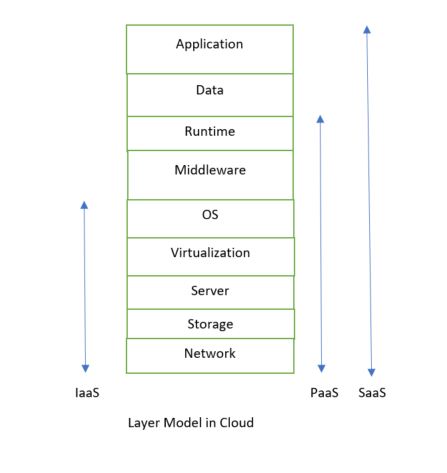 Application
Data
Runtime
Middleware
OS
Virtualization
Server
Storage
Network
IaaS
PaaS
SaaS
Layer Model in Cloud